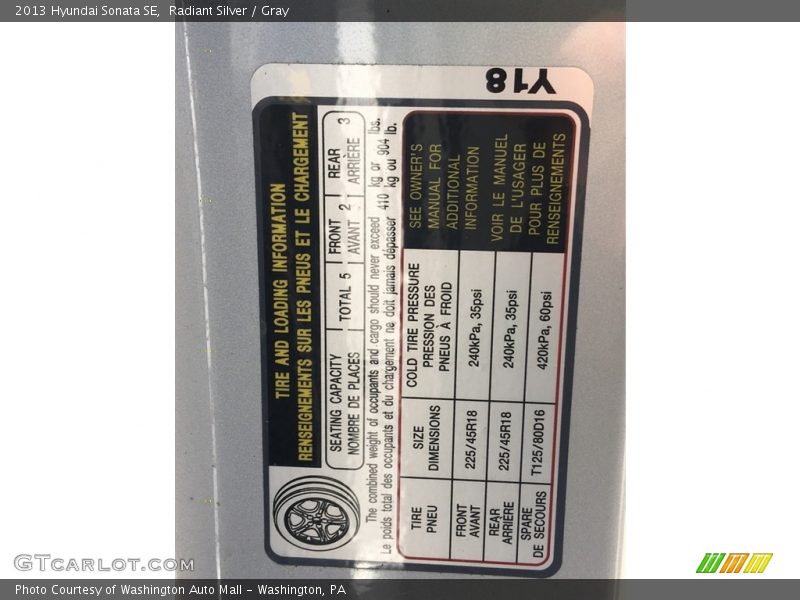 2013 Hyundai Sonata SE, Radiant Silver / Gray
Y18
TIRE AND LOADING INFORMATION
RENSEIGNEMENTS SUR LES PNEUS ET LE CHARGEMENT
SEATING CAPACITY
NOMBRE DE PLACES
TOTAL 5
FRONT
AVANT
2
REAR
ARRIÈRE
3
The combined weight of occupants and cargo should never exceed 410 kg or 904 lbs.
Le poids total des occupants et du chargement ne doit jamais dépasser 410 kg ou 904 lb.
TIRE
PNEU
SIZE
DIMENSIONS
COLD TIRE PRESSURE
PRESSION DES
PNEUS À FROID
FRONT
AVANT
225/45R18
240kPa, 35psi
REAR
ARRIÈRE
225/45R18
240kPa, 35psi
SPARE
DE SECOURS
T125/80D16
420kPa, 60psi
SEE OWNER'S
MANUAL FOR
ADDITIONAL
INFORMATION
VOIR LE MANUEL
DE L'USAGER
POUR PLUS DE
RENSEIGNEMENTS
GTcarlot.com
Photo Courtesy of Washington Auto Mall - Washington, PA